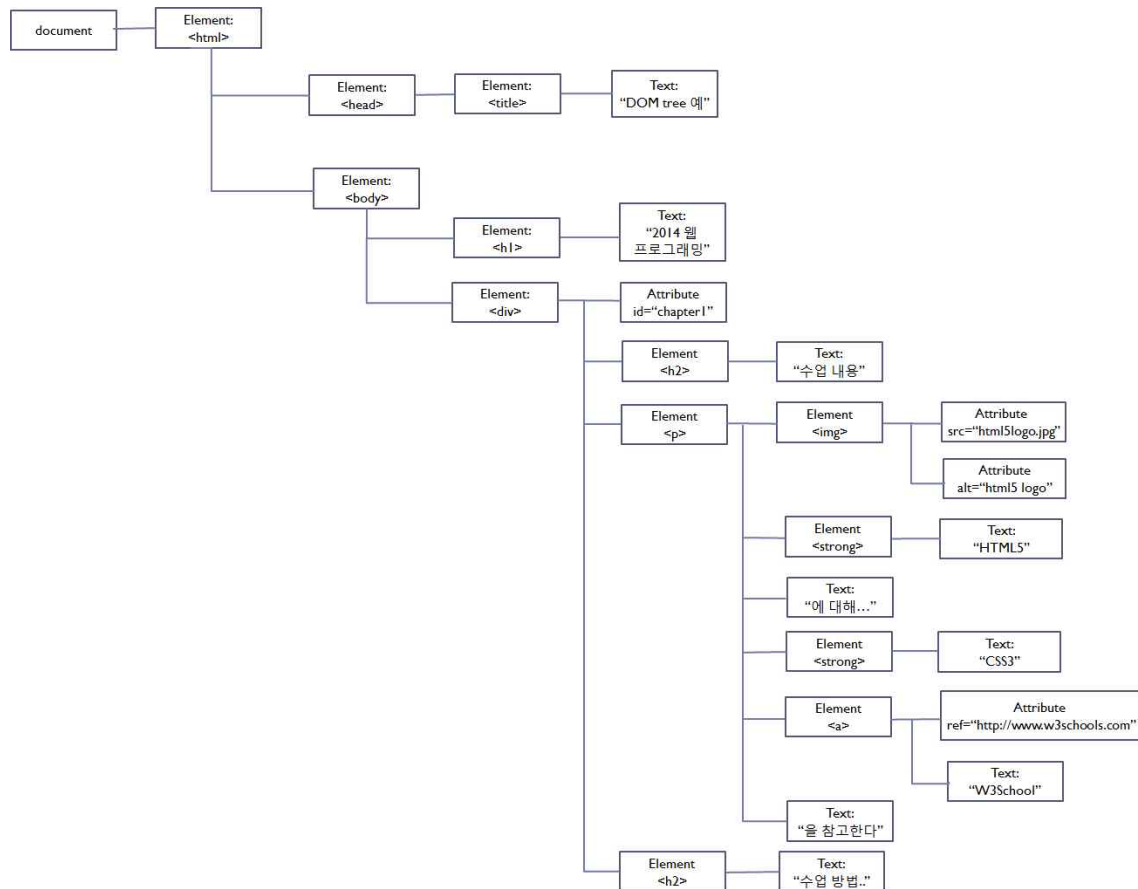 document
Element:
<html>
Element:
<head>
Element:
<title>
Text:
“DOM tree 예”
Element:
<body>
Element:
<h1>
Text:
“2014 웹
프로그래밍”
Element:
<div>
Attribute
id=“chapter1”
Element
<h2>
Text:
“수업 내용”
Element
<p>
Element
<img>
Attribute
src=“html5logo.jpg”
Attribute
alt=“html5 logo”
Element
<strong>
Text:
“HTML5”
Text:
“에 대해…”
Element
<strong>
Text:
“CSS3”
Element
<a>
Attribute
ref=“http://www.w3schools.com”
Text:
“W3School”
Text:
“을 참고한다”
Element
<h2>
Text:
“수업 방법..”